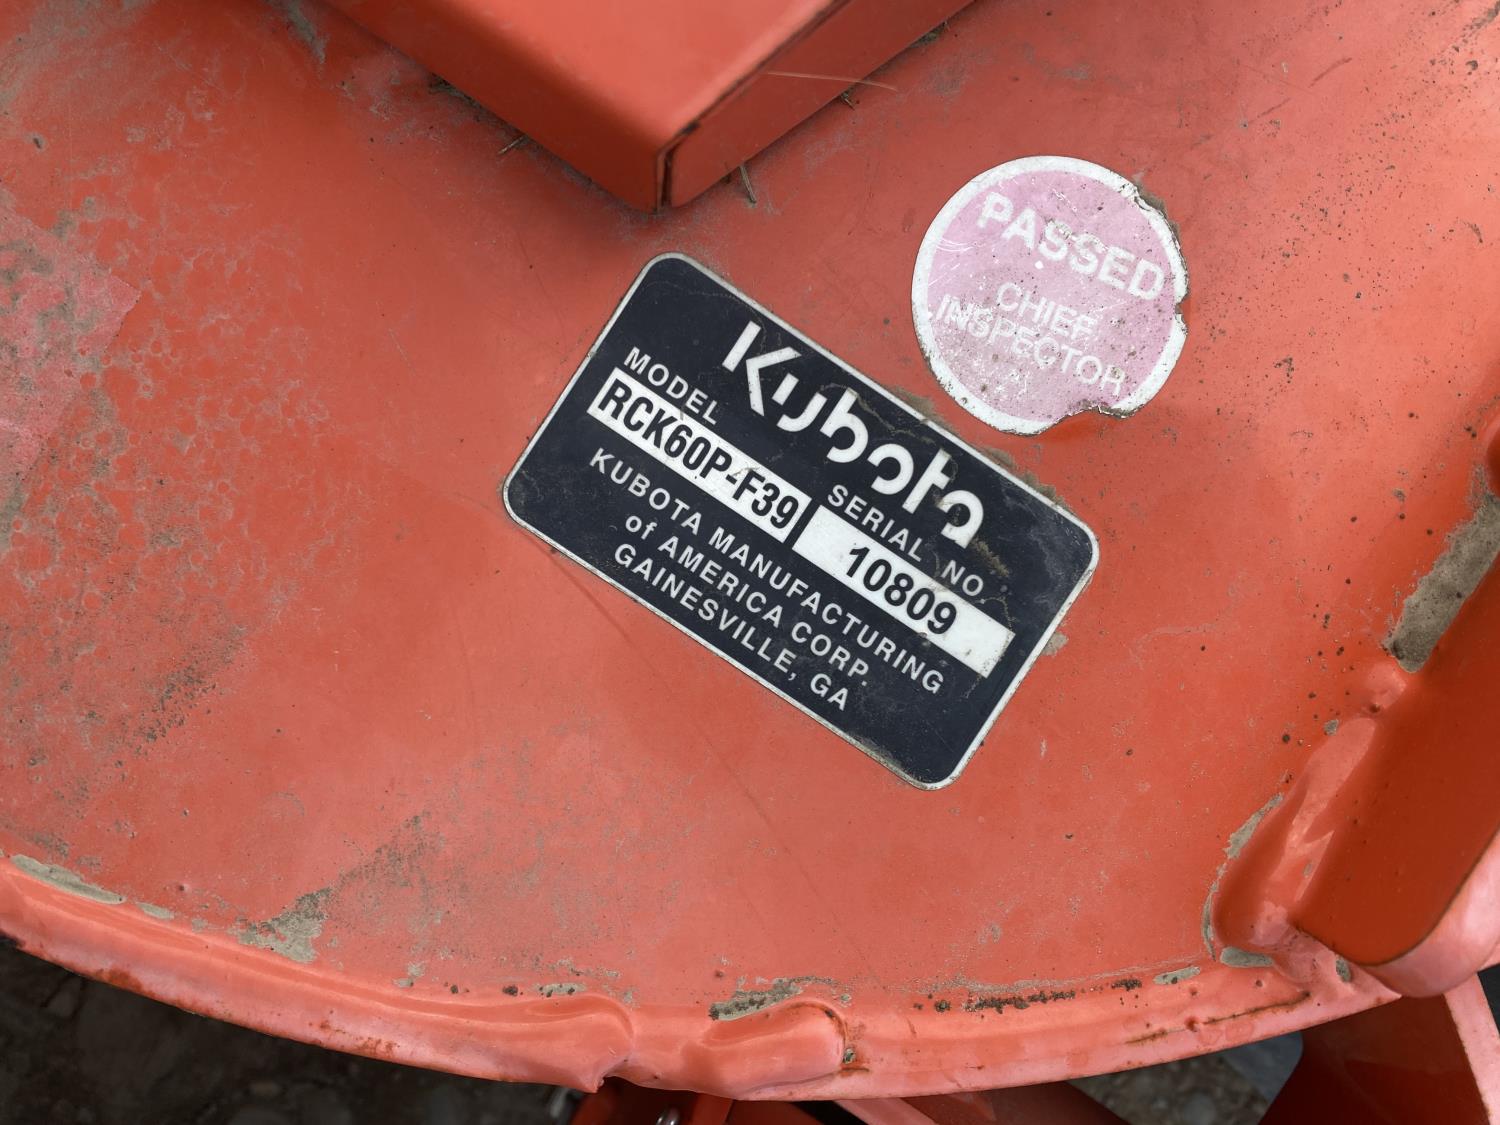 PASSED
CHIEF
INSPECTOR
Kubota
MODEL SERIAL NO.
RCK60P-F39 10809
KUBOTA MANUFACTURING
of AMERICA CORP.
GAINESVILLE, GA